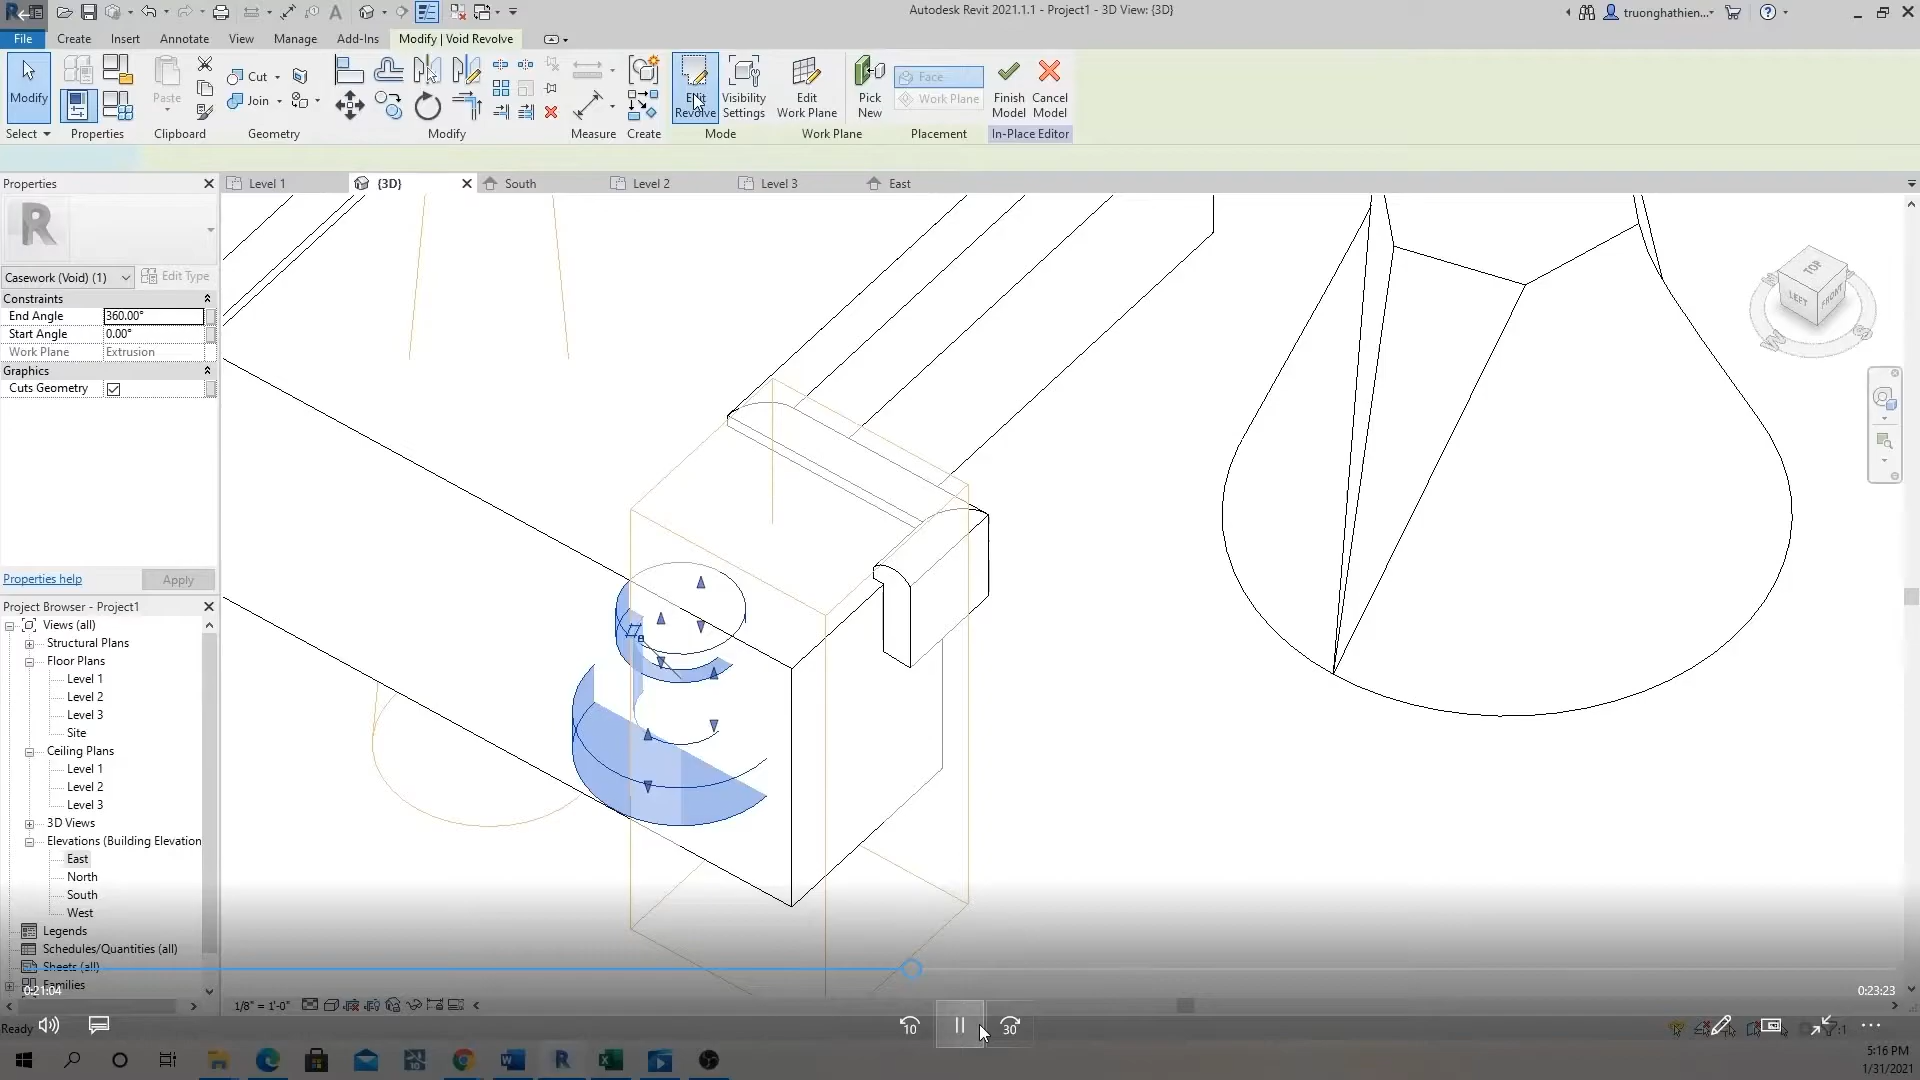 Autodesk Revit 2021.1.1 - Project1 - 3D View: {3D}
truonghathien...
File
Create
Insert
Annotate
View
Manage
Add-Ins
Modify | Void Revolve
Modify
Paste
Cut
Join
Edit Revolve
Visibility Settings
Edit Work Plane
Pick New
Face
Work Plane
Finish Model
Cancel Model
Select
Properties
Clipboard
Geometry
Modify
Measure
Create
Mode
Work Plane
Placement
In-Place Editor
Properties
Level 1
{3D}
South
Level 2
Level 3
East
R
Casework (Void) (1)
Edit Type
Constraints
End Angle 360.00°
Start Angle 0.00°
Work Plane Extrusion
Graphics
Cuts Geometry
TOP
LEFT
FRONT
W
S
Properties help
Apply
Project Browser - Project1
Views (all)
Structural Plans
Floor Plans
Level 1
Level 2
Level 3
Site
Ceiling Plans
Level 1
Level 2
Level 3
3D Views
Elevations (Building Elevation
East
North
South
West
Legends
Schedules/Quantities (all)
Sheets (all)
Families
0:21:04
0:23:23
1/8" = 1'-0"
Ready
10
30
:1
5:16 PM
1/31/2021